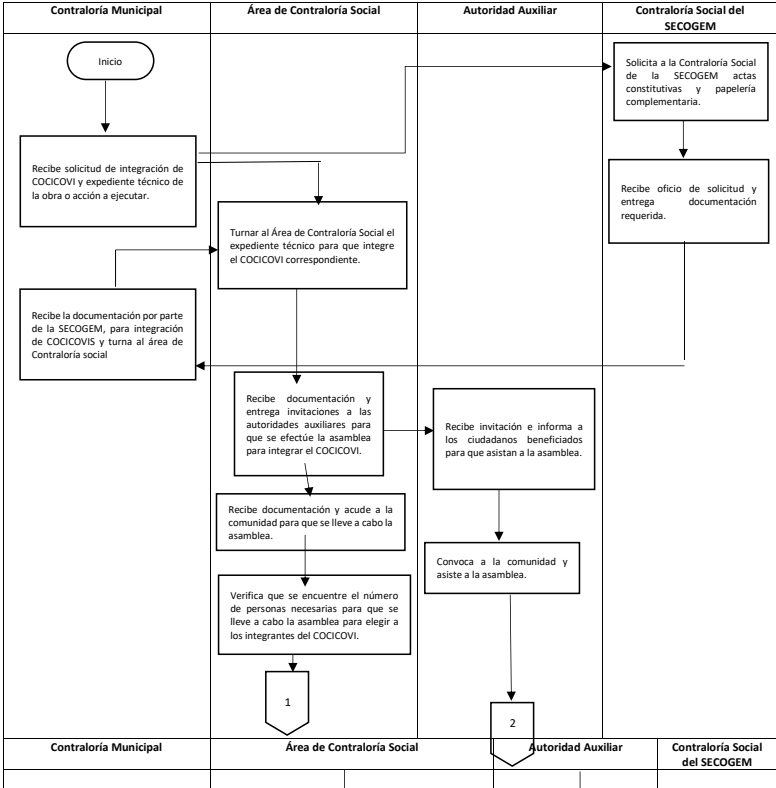 Contraloría Municipal
Área de Contraloría Social
Autoridad Auxiliar
Contraloría Social del
SECOGEM
Inicio
Solicita a la Contraloría Social
de la SECOGEM actas
constitutivas y papelería
complementaria.
Recibe solicitud de integración de
COCICOVI y expediente técnico de
la obra o acción a ejecutar.
Recibe oficio de solicitud y
entrega documentación
requerida.
Turnar al Área de Contraloría Social el
expediente técnico para que integre
el COCICOVI correspondiente.
Recibe la documentación por parte
de la SECOGEM, para integración
de COCICOVIS y turna al área de
Contraloría social
Recibe documentación y
entrega invitaciones a las
autoridades auxiliares para
que se efectúe la asamblea
para integrar el COCICOVI.
Recibe invitación e informa a
los ciudadanos beneficiados
para que asistan a la asamblea.
Recibe documentación y acude a la
comunidad para que se lleve a cabo la
asamblea.
Convoca a la comunidad y
asiste a la asamblea.
Verifica que se encuentre el número
de personas necesarias para que se
lleve a cabo la asamblea para elegir a
los integrantes del COCICOVI.
1
2
Contraloría Municipal
Área de Contraloría Social
Autoridad Auxiliar
Contraloría Social
del SECOGEM